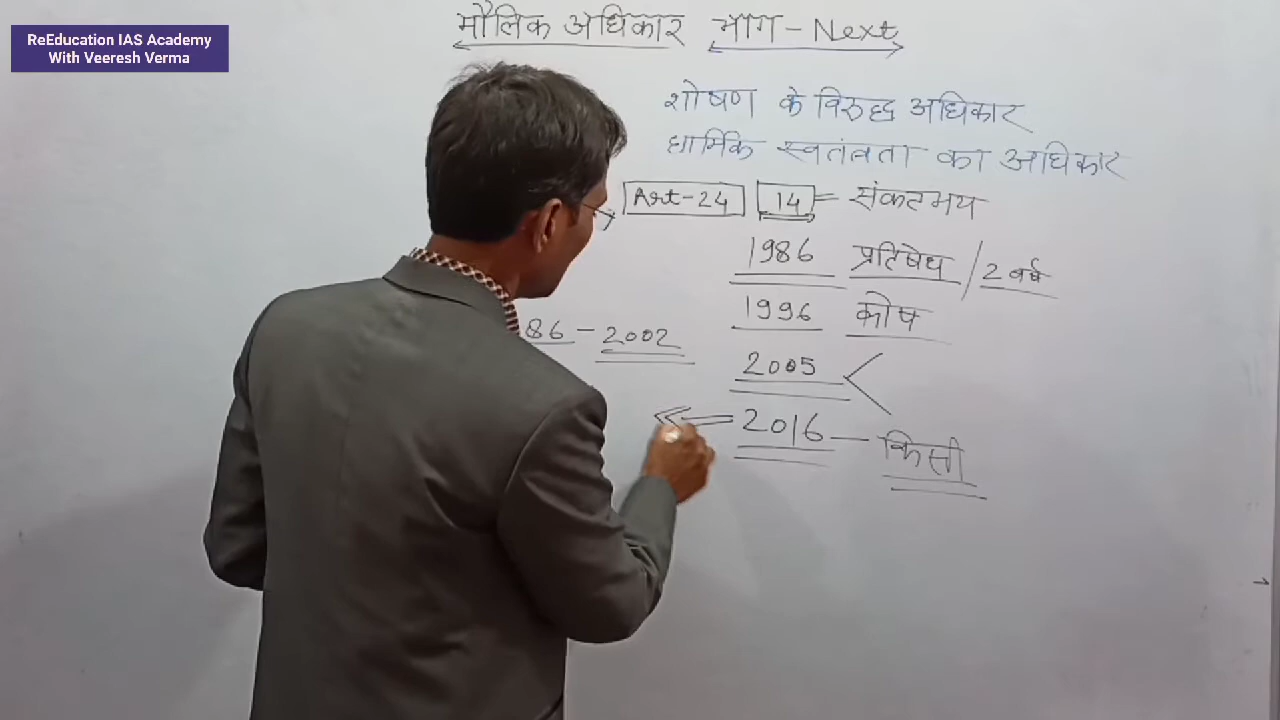 ReEducation IAS Academy
With Veeresh Verma
मौलिक अधिकार भाग - Next
शोषण के विरुद्ध अधिकार
धार्मिक स्वतंत्रता का अधिकार
Art-24 14 = संकटमय
1986 प्रतिषेध / 2 वर्ष
1996 कोष
86 - 2002
2005
2016 - किसी